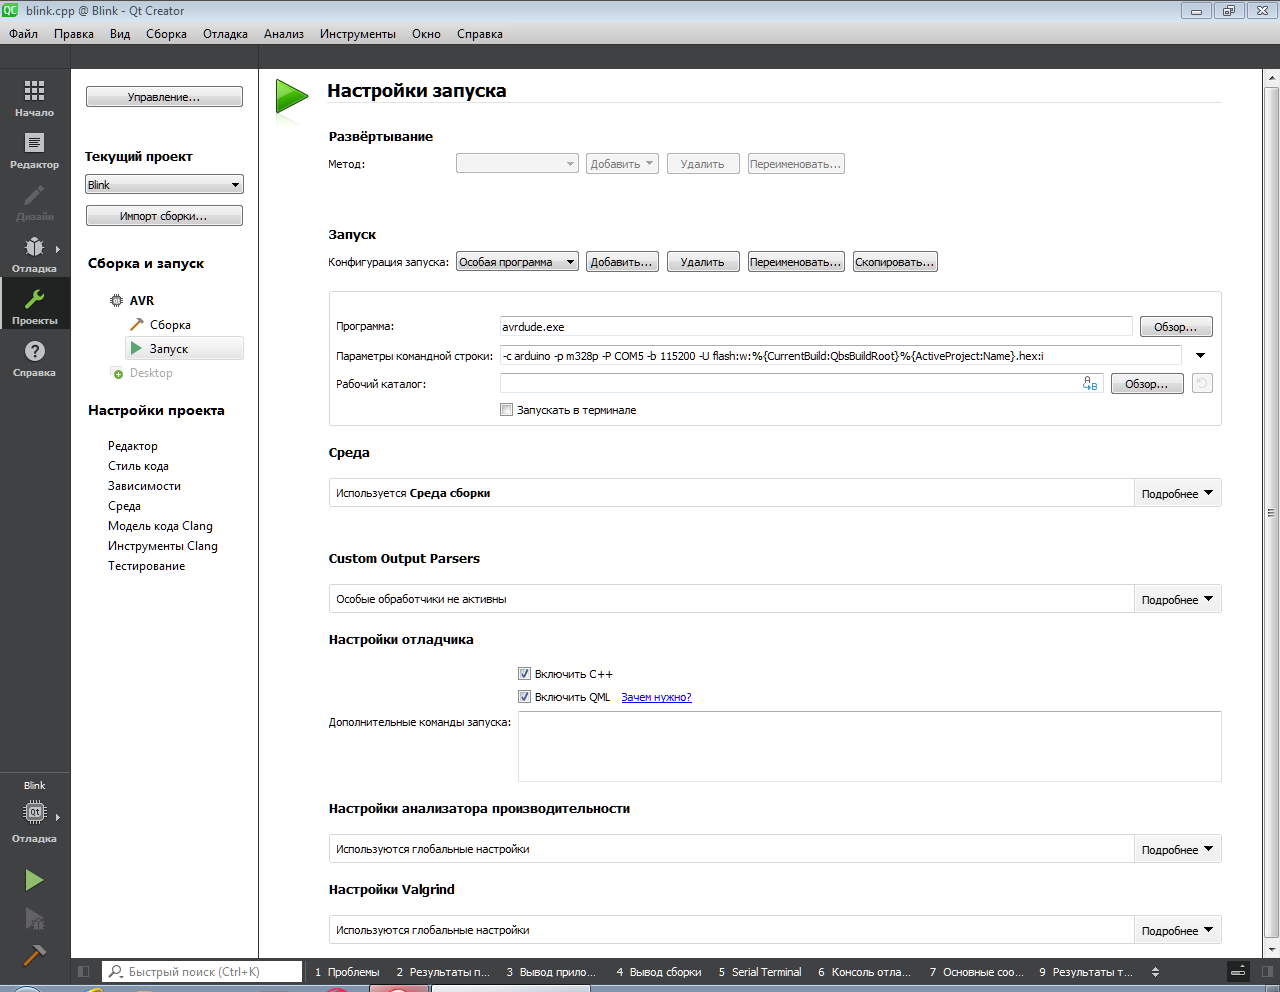 blink.cpp @ Blink - Qt Creator
Файл Правка Вид Сборка Отладка Анализ Инструменты Окно Справка
Начало
Редактор
Дизайн
Отладка
Проекты
Справка
Управление...
Текущий проект
Blink
Импорт сборки...
Сборка и запуск
AVR
Сборка
Запуск
Desktop
Настройки проекта
Редактор
Стиль кода
Зависимости
Среда
Модель кода Clang
Инструменты Clang
Тестирование
Настройки запуска
Развёртывание
Метод: Добавить Удалить Переименовать...
Запуск
Конфигурация запуска: Особая программа Добавить... Удалить Переименовать... Скопировать...
Программа: avrdude.exe Обзор...
Параметры командной строки: -c arduino -p m328p -P COM5 -b 115200 -U flash:w:%{CurrentBuild:QbsBuildRoot}%{ActiveProject:Name}.hex:i
Рабочий каталог: Обзор...
Запускать в терминале
Среда
Используется Среда сборки Подробнее
Custom Output Parsers
Особые обработчики не активны Подробнее
Настройки отладчика
Включить C++
Включить QML Зачем нужно?
Дополнительные команды запуска:
Настройки анализатора производительности
Используются глобальные настройки Подробнее
Настройки Valgrind
Используются глобальные настройки Подробнее
Blink
Qt
Отладка
Быстрый поиск (Ctrl+K) 1 Проблемы 2 Результаты п... 3 Вывод прило... 4 Вывод сборки 5 Serial Terminal 6 Консоль отла... 7 Основные соо... 9 Результаты т...